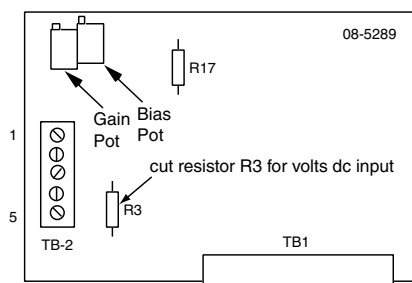 08-5289
R17
Gain Bias
Pot Pot
1
cut resistor R3 for volts dc input
R3
5
TB-2
TB1